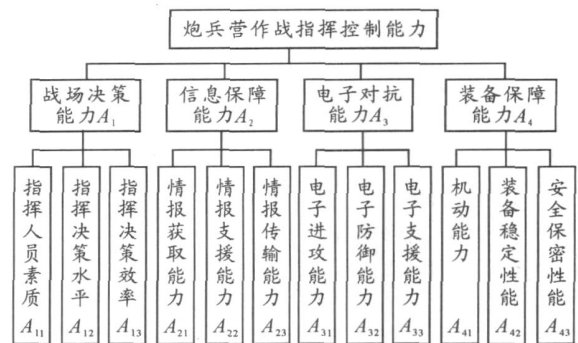 炮兵营作战指挥控制能力
战场决策
能力A₁
信息保障
能力A₂
电子对抗
能力A₃
装备保障
能力A₄
指挥人员素质A₁₁
指挥决策水平A₁₂
指挥决策效率A₁₃
情报获取能力A₂₁
情报支援能力A₂₂
情报传输能力A₂₃
电子进攻能力A₃₁
电子防御能力A₃₂
电子支援能力A₃₃
机动能力A₄₁
装备稳定性能A₄₂
安全保密性能A₄₃